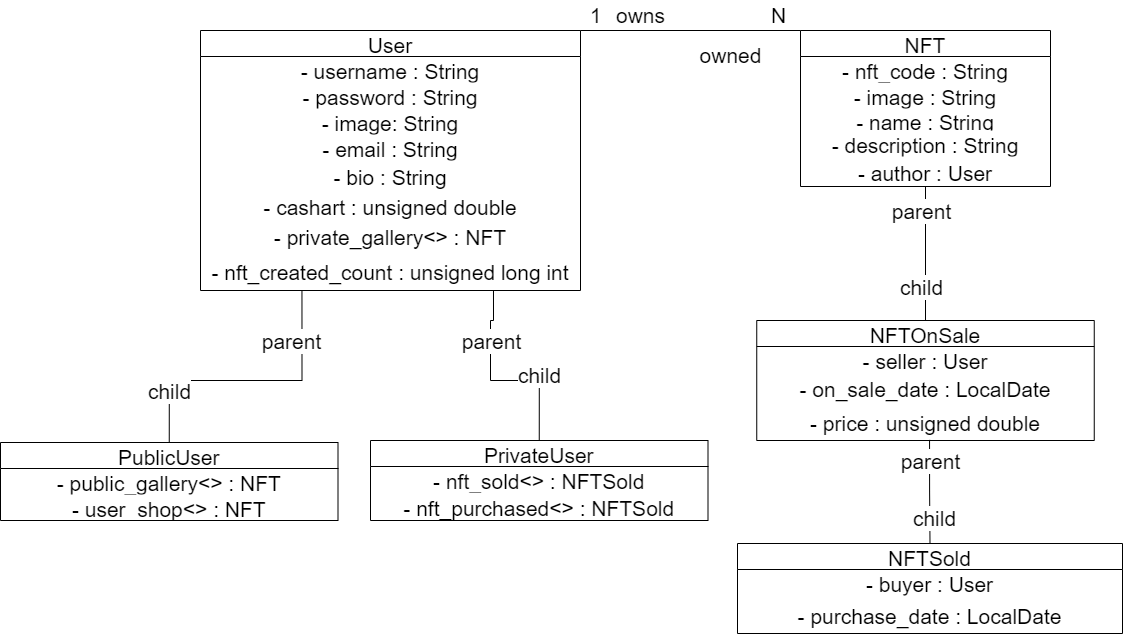 1 owns N
owned
User
- username : String
- password : String
- image: String
- email : String
- bio : String
- cashart : unsigned double
- private_gallery<> : NFT
- nft_created_count : unsigned long int
NFT
- nft_code : String
- image : String
- name : String
- description : String
- author : User
parent
child
parent
child
parent
child
PublicUser
- public_gallery<> : NFT
- user_shop<> : NFT
PrivateUser
- nft_sold<> : NFTSold
- nft_purchased<> : NFTSold
NFTOnSale
- seller : User
- on_sale_date : LocalDate
- price : unsigned double
parent
child
NFTSold
- buyer : User
- purchase_date : LocalDate